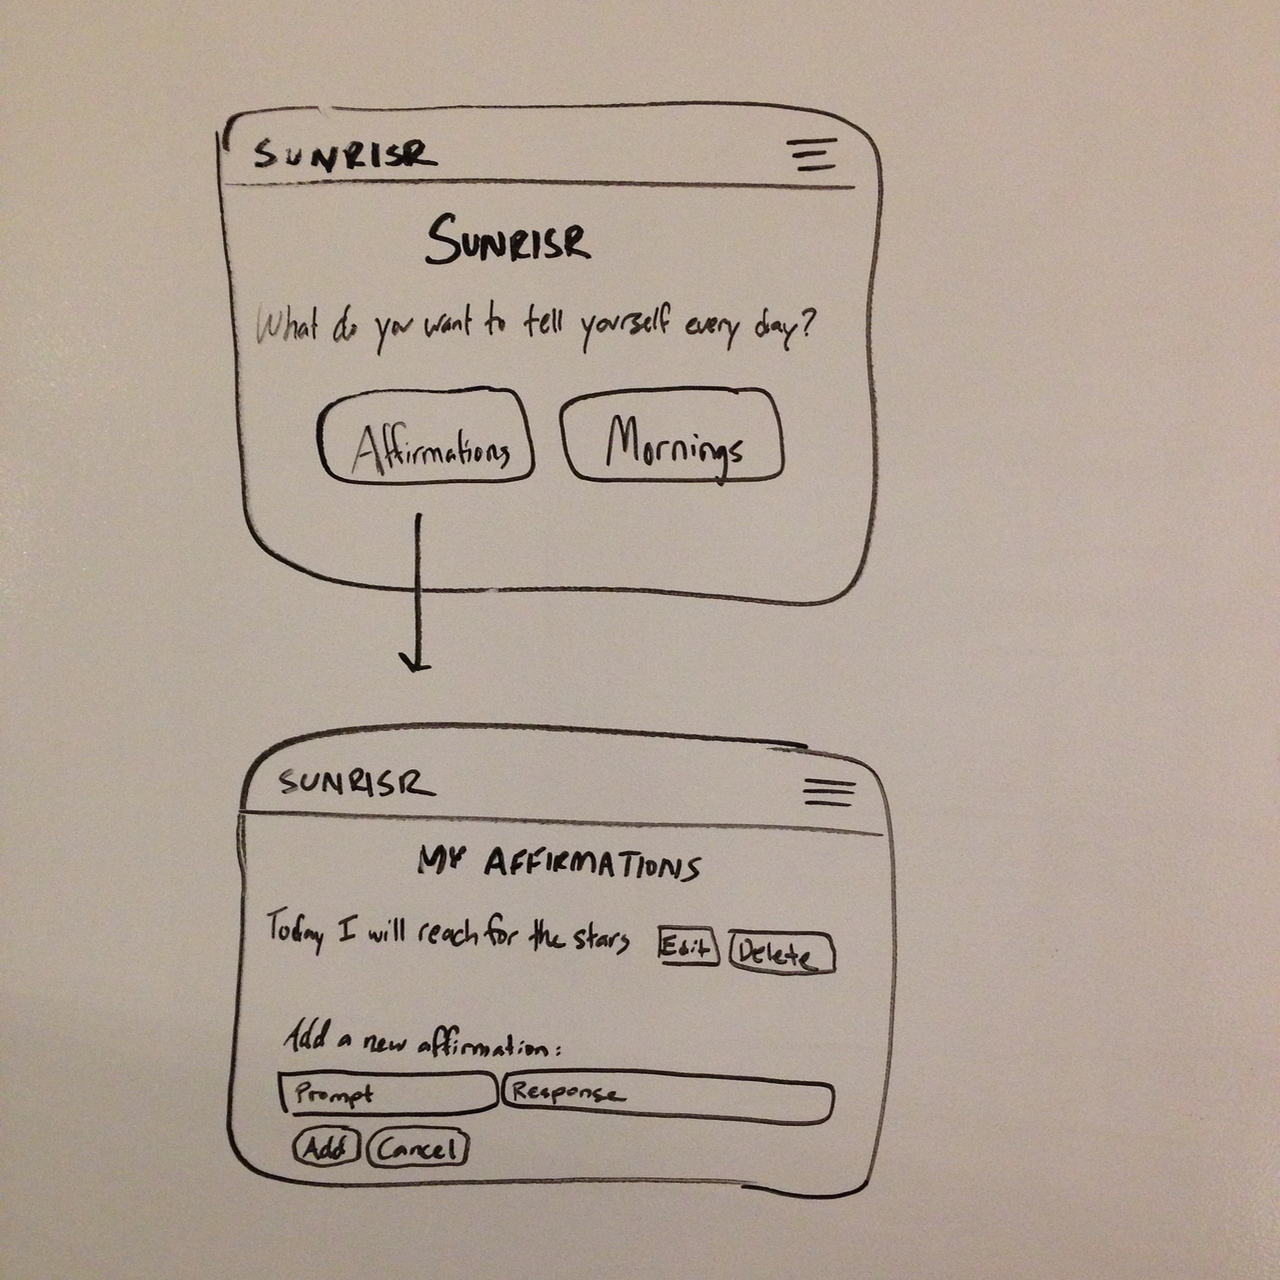 SUNRISR
SUNRISR
What do you want to tell yourself every day?
Affirmations Mornings
SUNRISR
MY AFFIRMATIONS
Today I will reach for the stars Edit Delete
Add a new affirmation:
Prompt Response
Add Cancel